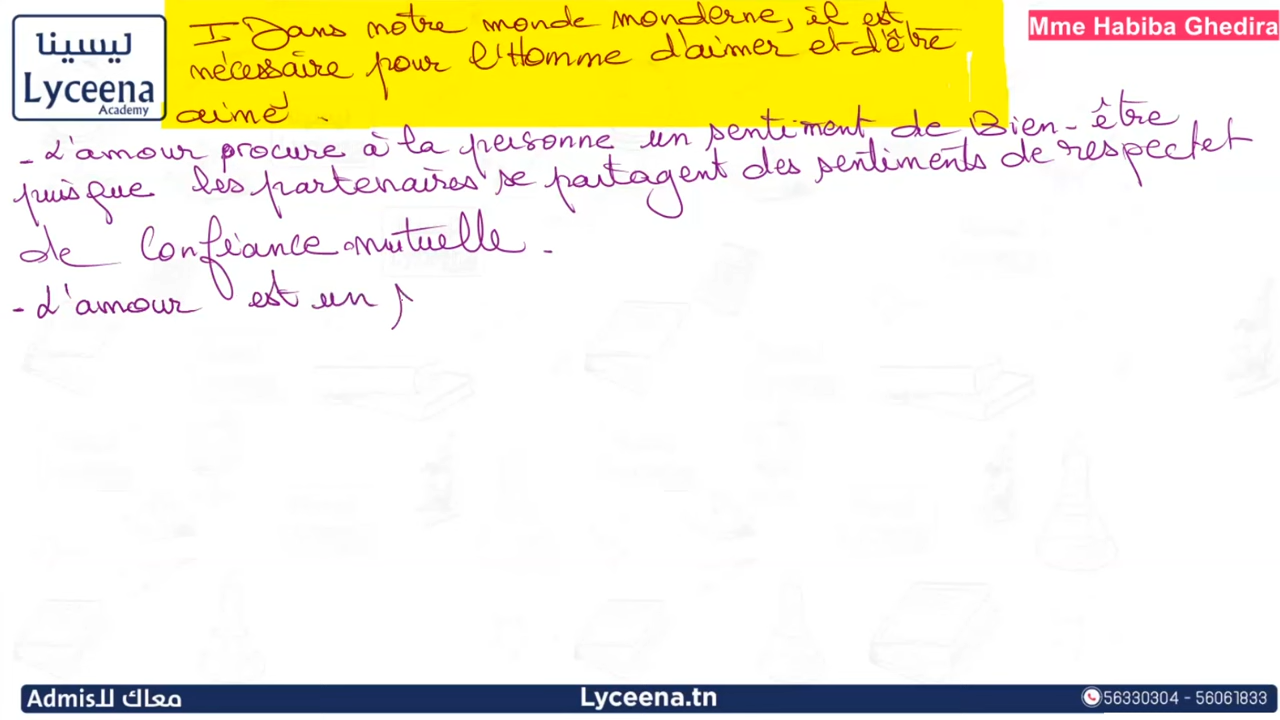 ليسينا
Lyceena
Academy
Mme Habiba Ghedira
I Dans notre monde monderne, il est
nécessaire pour l'Homme d'aimer et d'être
aimé.
- L'amour procure à la personne un sentiment de Bien-être
puisque les partenaires se partagent des sentiments de respect et
de confiance mutuelle.
- L'amour est un
Admis معاك للـ
Lyceena.tn
56330304 - 56061833